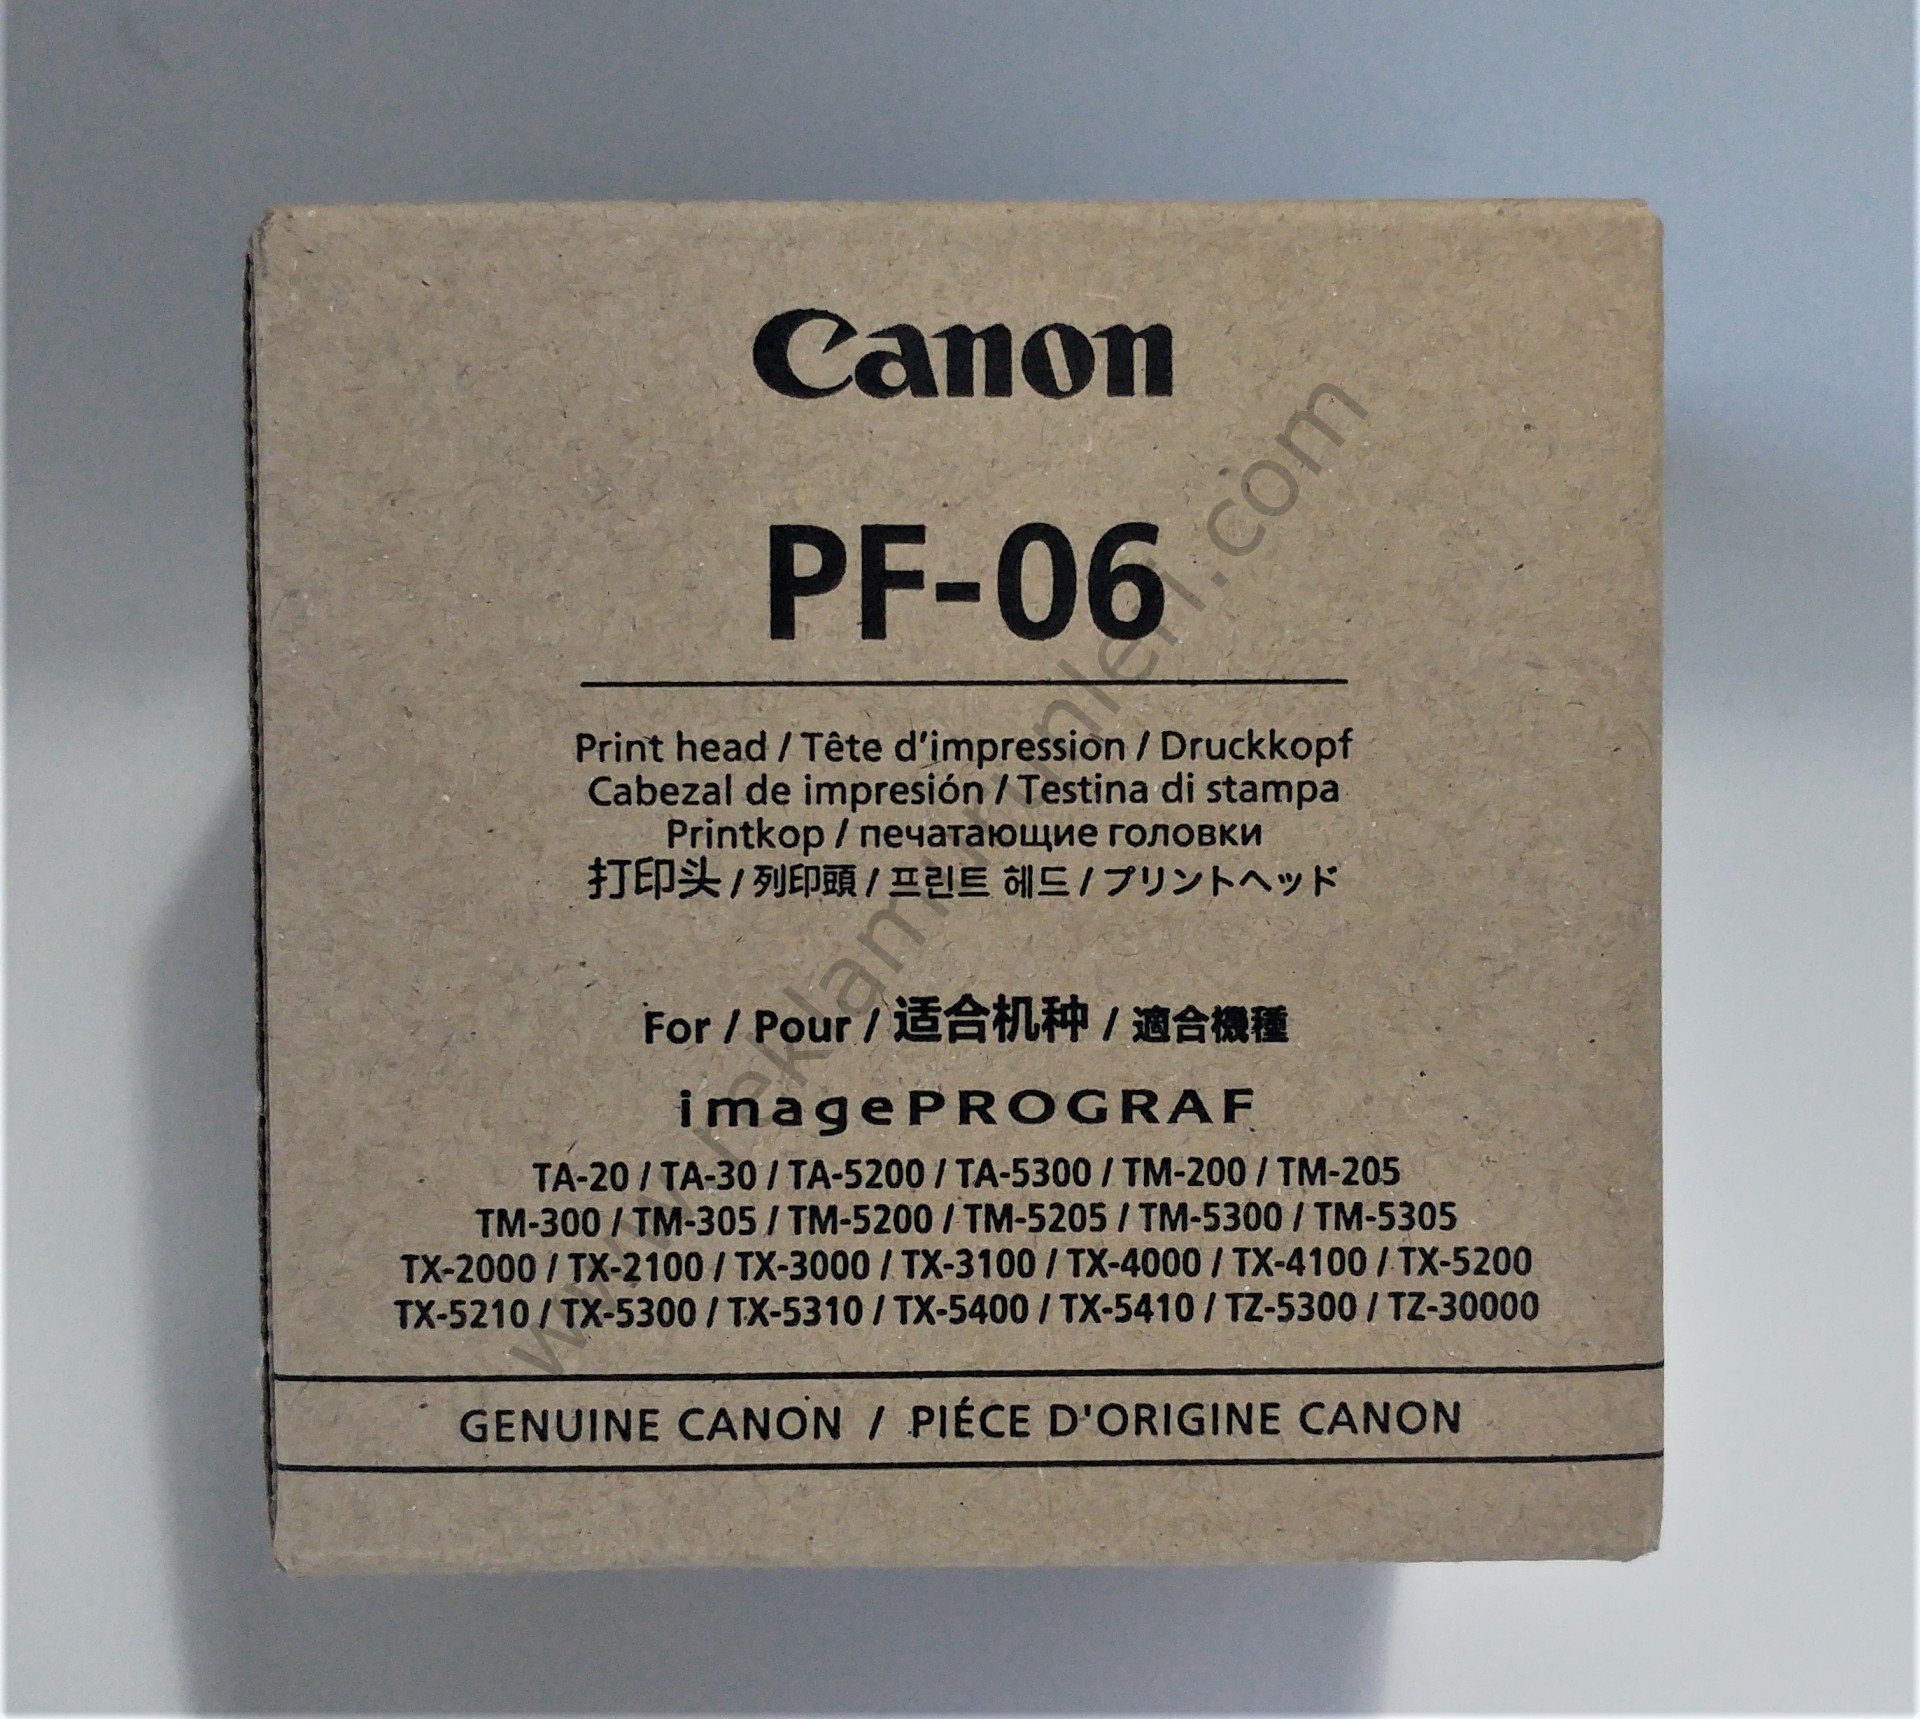 Canon
PF-06
Print head / Tête d'impression / Druckkopf
Cabezal de impresión / Testina di stampa
Printkop / печатающие головки
打印头 / 列印頭 / 프린트 헤드 / プリントヘッド
For / Pour / 适合机种 / 適合機種
imagePROGRAF
TA-20 / TA-30 / TA-5200 / TA-5300 / TM-200 / TM-205
TM-300 / TM-305 / TM-5200 / TM-5205 / TM-5300 / TM-5305
TX-2000 / TX-2100 / TX-3000 / TX-3100 / TX-4000 / TX-4100 / TX-5200
TX-5210 / TX-5300 / TX-5310 / TX-5400 / TX-5410 / TZ-5300 / TZ-30000
GENUINE CANON / PIÉCE D'ORIGINE CANON
www.reklamurunleri.com